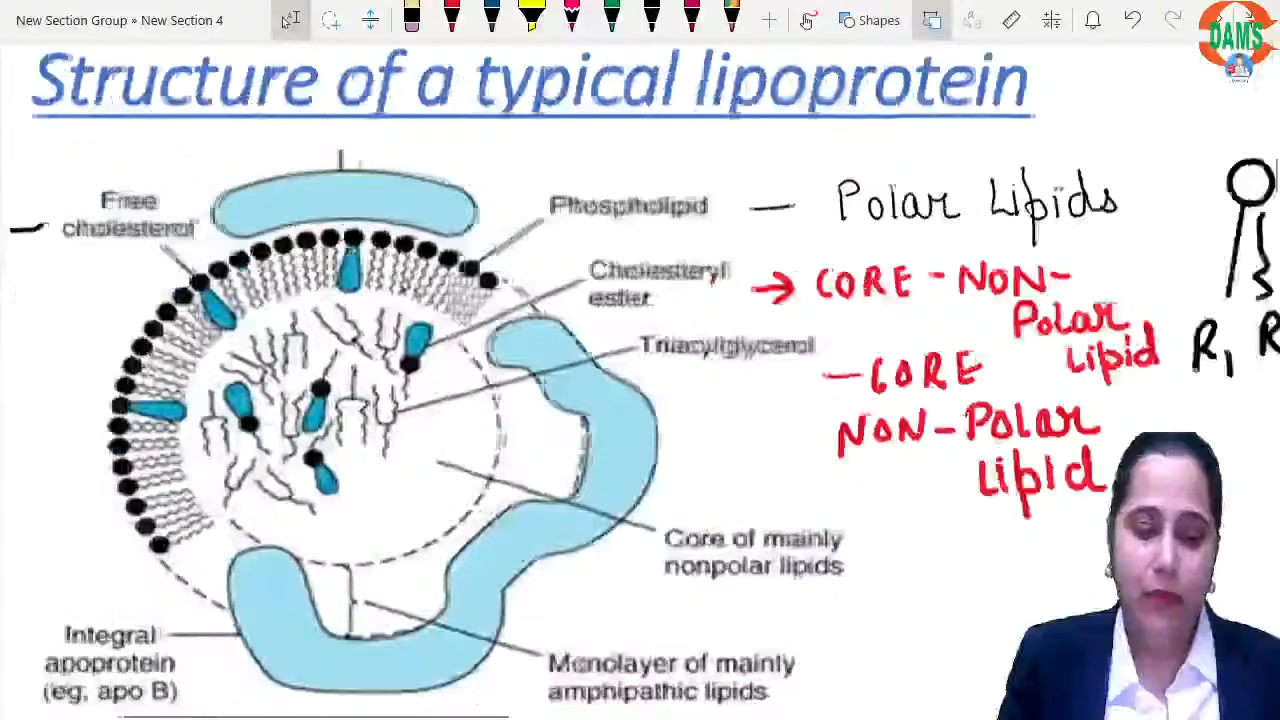 New Section Group » New Section 4
Shapes
DAMS
Structure of a typical lipoprotein
Free
cholesterol
Phospholipid
Polar Lipids
Cholesteryl
ester
→ CORE - NON-
Polar
Lipid
Triacylglycerol
- CORE
NON-Polar
Lipid
R1
R
Core of mainly
nonpolar lipids
Integral
apoprotein
(eg, apo B)
Monolayer of mainly
amphipathic lipids